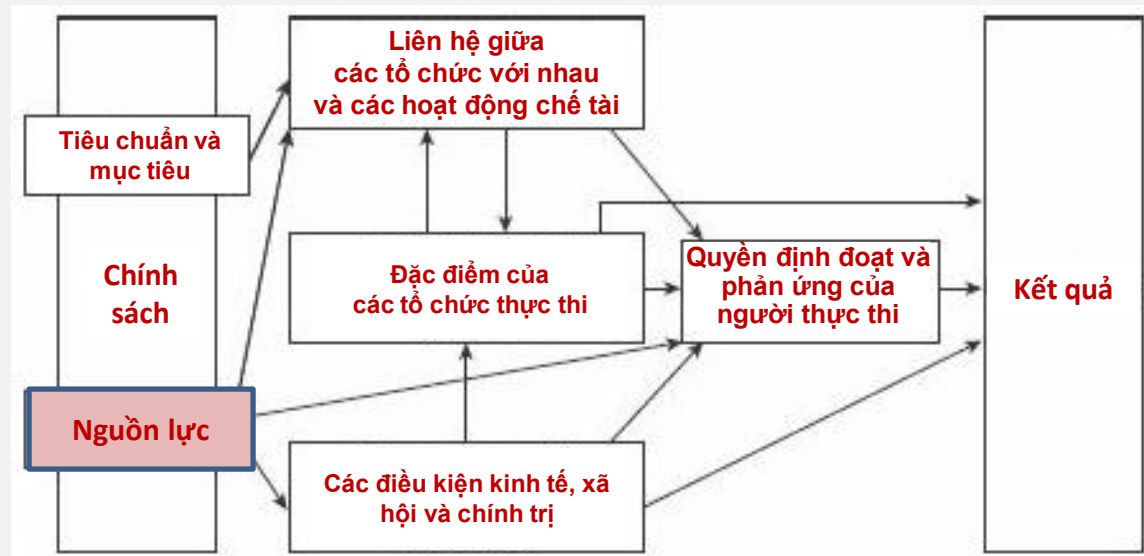 Liên hệ giữa
các tổ chức với nhau
và các hoạt động chế tài
Tiêu chuẩn và
mục tiêu
Chính
sách
Đặc điểm của
các tổ chức thực thi
Quyền định đoạt và
phản ứng của
người thực thi
Kết quả
Nguồn lực
Các điều kiện kinh tế, xã
hội và chính trị